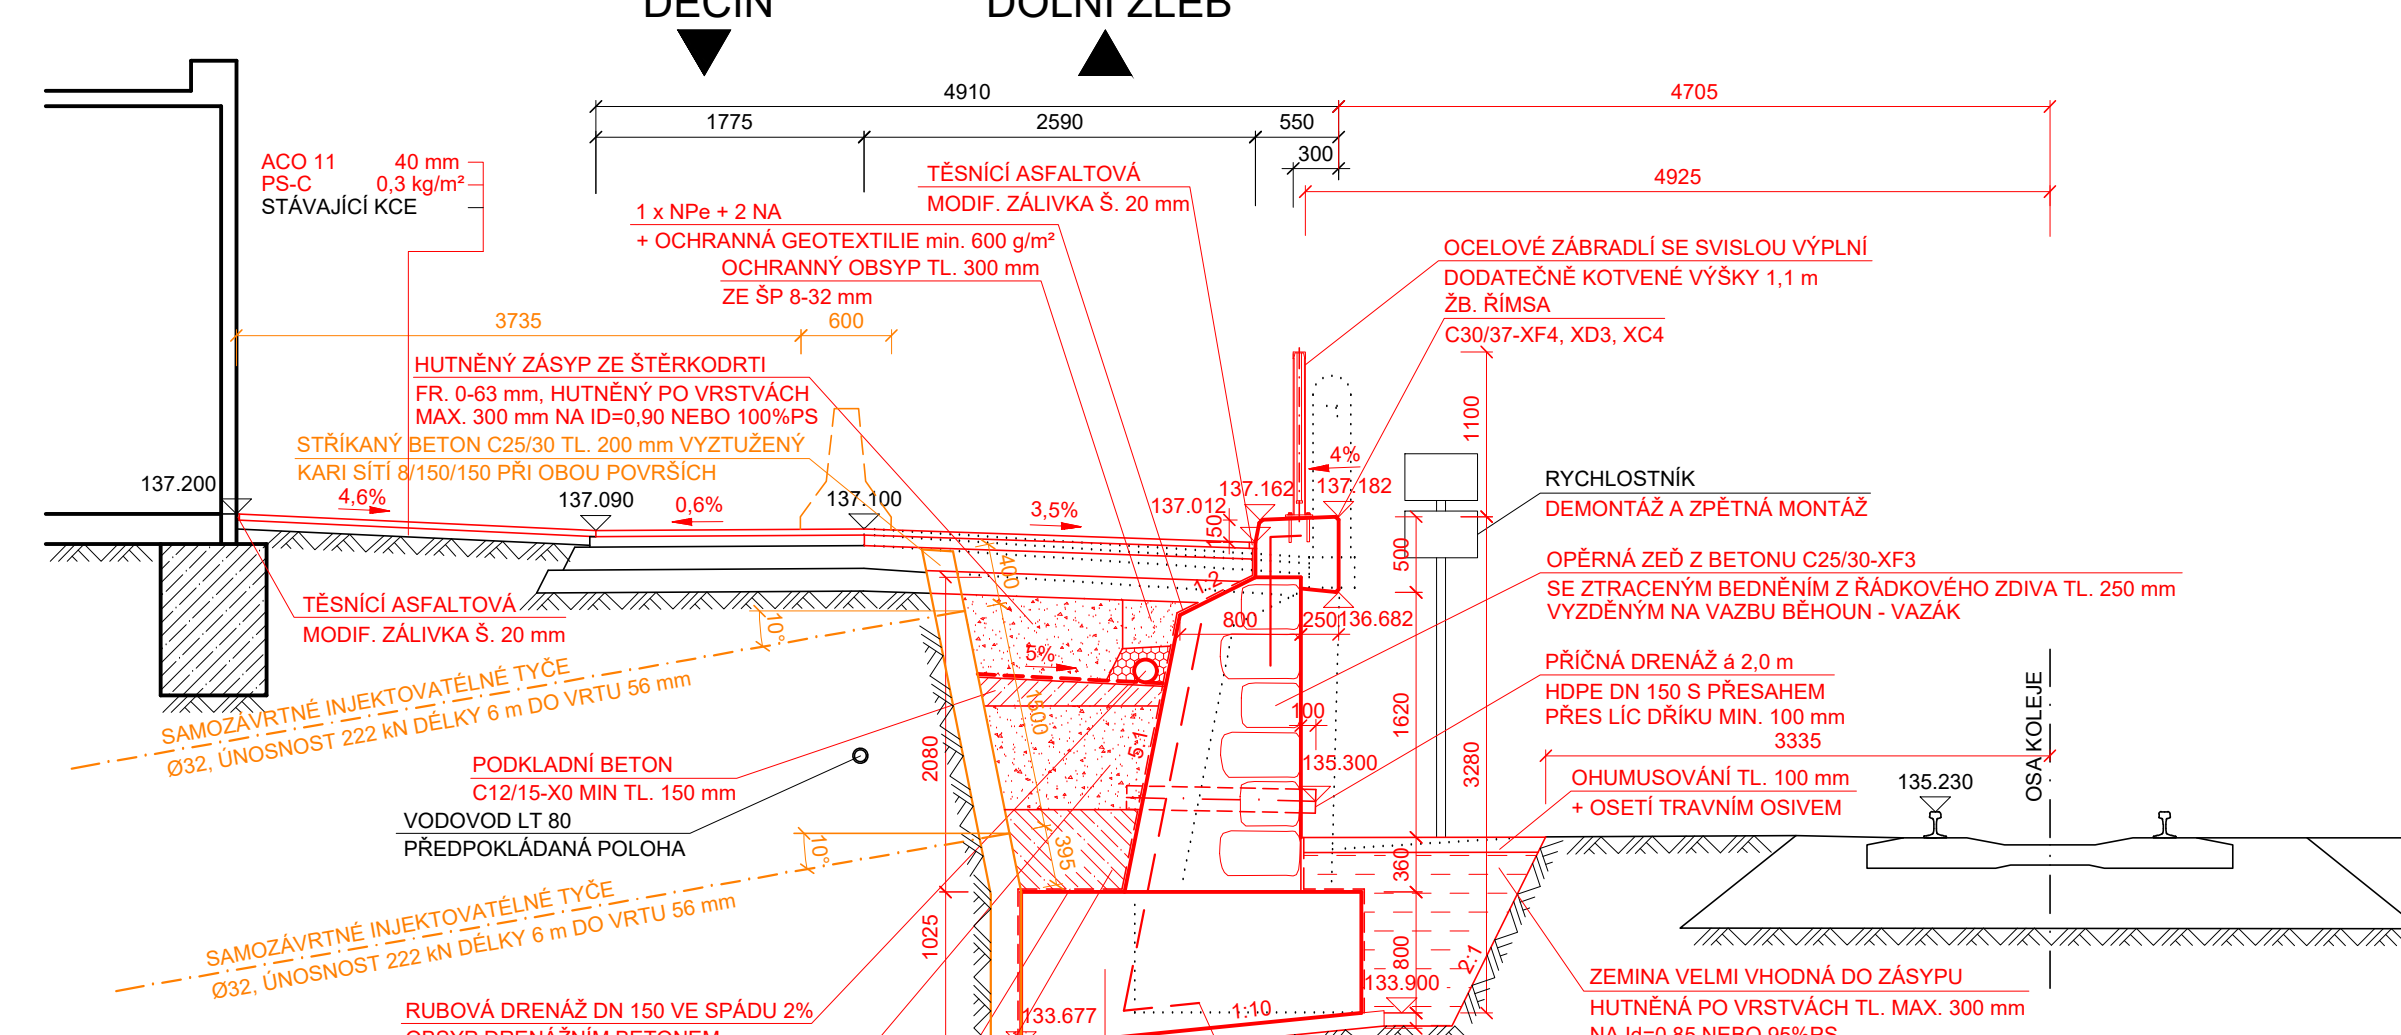 DĚČÍN
DOLNÍ ŽLEB
4910
4705
1775
2590
550
300
4925
ACO 11 40 mm
PS-C 0,3 kg/m²
STÁVAJÍCÍ KCE
TĚSNÍCÍ ASFALTOVÁ
MODIF. ZÁLIVKA Š. 20 mm
1 x NPe + 2 NA
+ OCHRANNÁ GEOTEXTILIE min. 600 g/m²
OCHRANNÝ OBSYP TL. 300 mm
ZE ŠP 8-32 mm
OCELOVÉ ZÁBRADLÍ SE SVISLOU VÝPLNÍ
DODATEČNĚ KOTVENÉ VÝŠKY 1,1 m
ŽB. ŘÍMSA
C30/37-XF4, XD3, XC4
3735
600
HUTNĚNÝ ZÁSYP ZE ŠTĚRKODRTI
FR. 0-63 mm, HUTNĚNÝ PO VRSTVÁCH
MAX. 300 mm NA ID=0,90 NEBO 100%PS
STŘÍKANÝ BETON C25/30 TL. 200 mm VYZTUŽENÝ
KARI SÍTÍ 8/150/150 PŘI OBOU POVRŠÍCH
1100
4%
137.200
4,6%
137.090
0,6%
137.100
3,5%
137.012
137.162
137.182
150
500
RYCHLOSTNÍK
DEMONTÁŽ A ZPĚTNÁ MONTÁŽ
OPĚRNÁ ZEĎ Z BETONU C25/30-XF3
SE ZTRACENÝM BEDNĚNÍM Z ŘÁDKOVÉHO ZDIVA TL. 250 mm
VYZDĚNÝM NA VAZBU BĚHOUN - VAZÁK
TĚSNÍCÍ ASFALTOVÁ
MODIF. ZÁLIVKA Š. 20 mm
400
1:2
10°
800
250
136.682
5%
PŘÍČNÁ DRENÁŽ á 2,0 m
HDPE DN 150 S PŘESAHEM
PŘES LÍC DŘÍKU MIN. 100 mm
SAMOZÁVRTNÉ INJEKTOVATÉLNÉ TYČE
Ø32, ÚNOSNOST 222 kN DÉLKY 6 m DO VRTU 56 mm
1500
100
1620
3335
5:1
2080
3280
135.300
PODKLADNÍ BETON
C12/15-X0 MIN TL. 150 mm
OHUMUSOVÁNÍ TL. 100 mm
+ OSETÍ TRAVNÍM OSIVEM
135.230
OSA KOLEJE
VODOVOD LT 80
PŘEDPOKLÁDANÁ POLOHA
10°
395
360
SAMOZÁVRTNÉ INJEKTOVATÉLNÉ TYČE
Ø32, ÚNOSNOST 222 kN DÉLKY 6 m DO VRTU 56 mm
1025
800
2:1
133.900
ZEMINA VELMI VHODNÁ DO ZÁSYPU
HUTNĚNÁ PO VRSTVÁCH TL. MAX. 300 mm
NA Id=0,85 NEBO 95%PS
RUBOVÁ DRENÁŽ DN 150 VE SPÁDU 2%
OBSYP DRENÁŽNÍM BETONEM
133.677
1:10